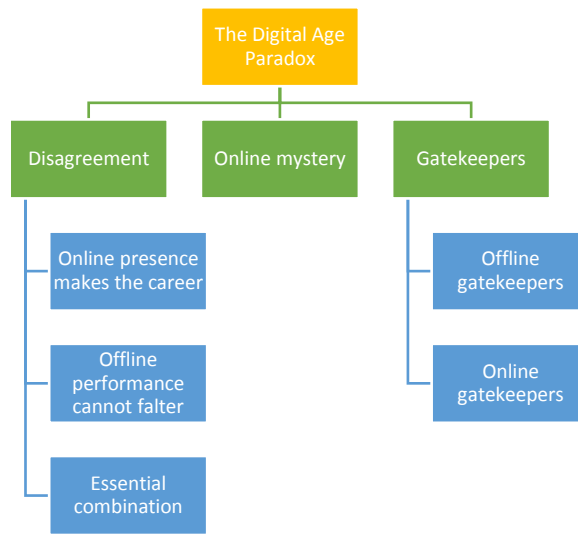 The Digital Age
Paradox
Disagreement
Online mystery
Gatekeepers
Online presence
makes the career
Offline
performance
cannot falter
Essential
combination
Offline
gatekeepers
Online
gatekeepers